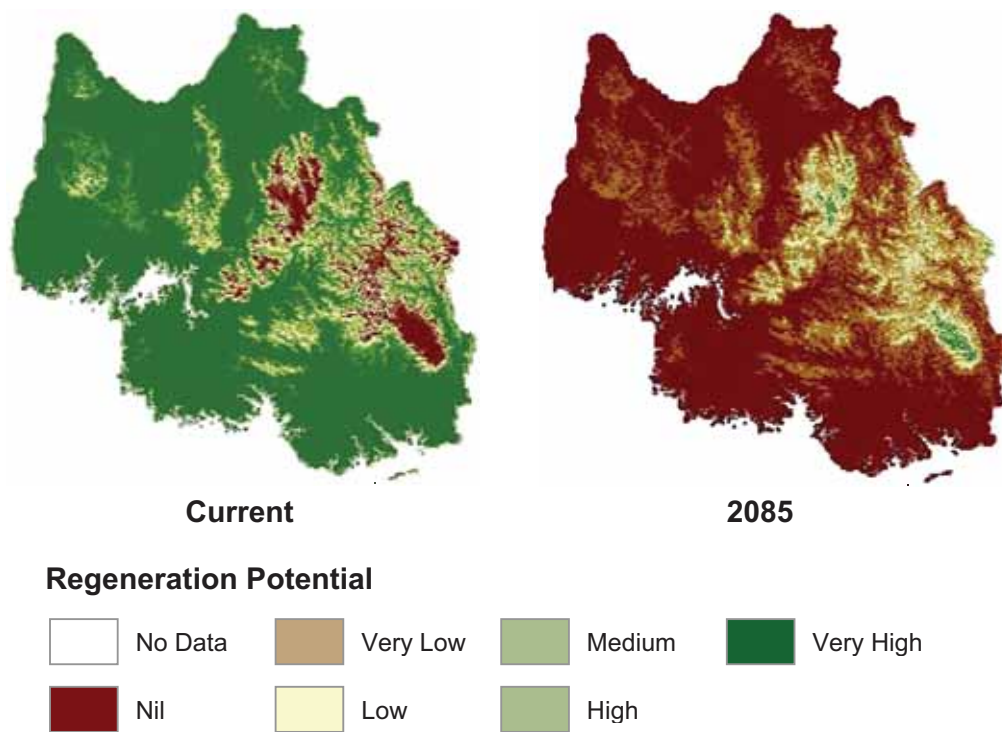 Current 2085
Regeneration Potential
No Data Very Low Medium Very High
Nil Low High